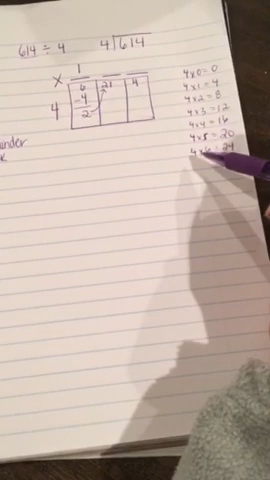 614 ÷ 4 4⟌614
× 1 _ _
6 21 4
4 -4
2
4x0=0
4x1=4
4x2=8
4x3=12
4x4=16
4x5=20
4x6=24